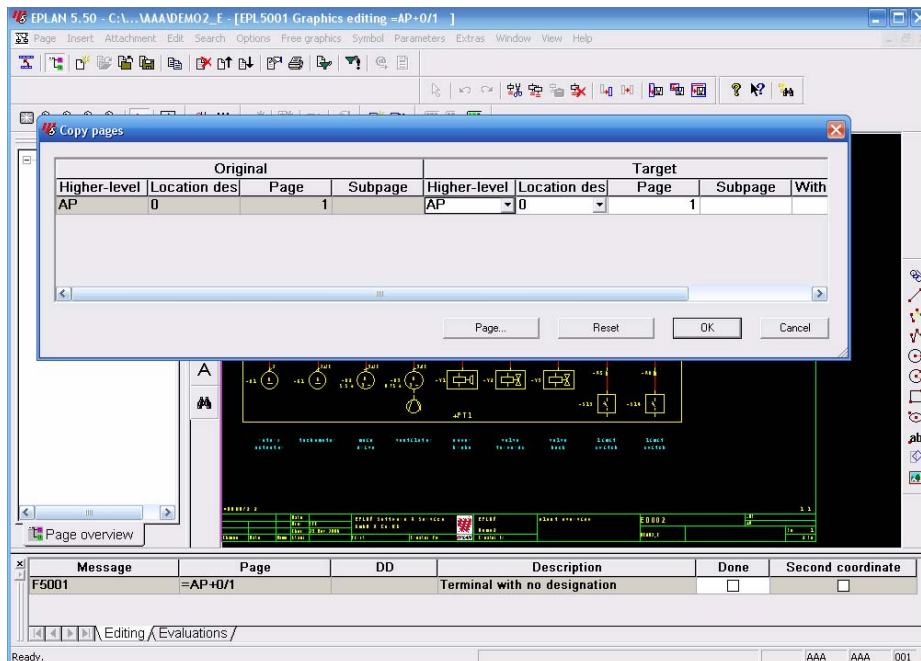 EPLAN 5.50 - C:\...\AAA\DEMO2_E - [EPL5001 Graphics editing =AP+0/1 ]
Page Insert Attachment Edit Search Options Free graphics Symbol Parameters Extras Window View Help
Copy pages
Original Target
Higher-level Location des Page Subpage Higher-level Location des Page Subpage With
AP 0 1 AP 0 1
Page... Reset OK Cancel
A
+PT1
ab
Page overview
ED002
Message Page DD Description Done Second coordinate
F5001 =AP+0/1 Terminal with no designation
Editing Evaluations
Ready. AAA AAA 001